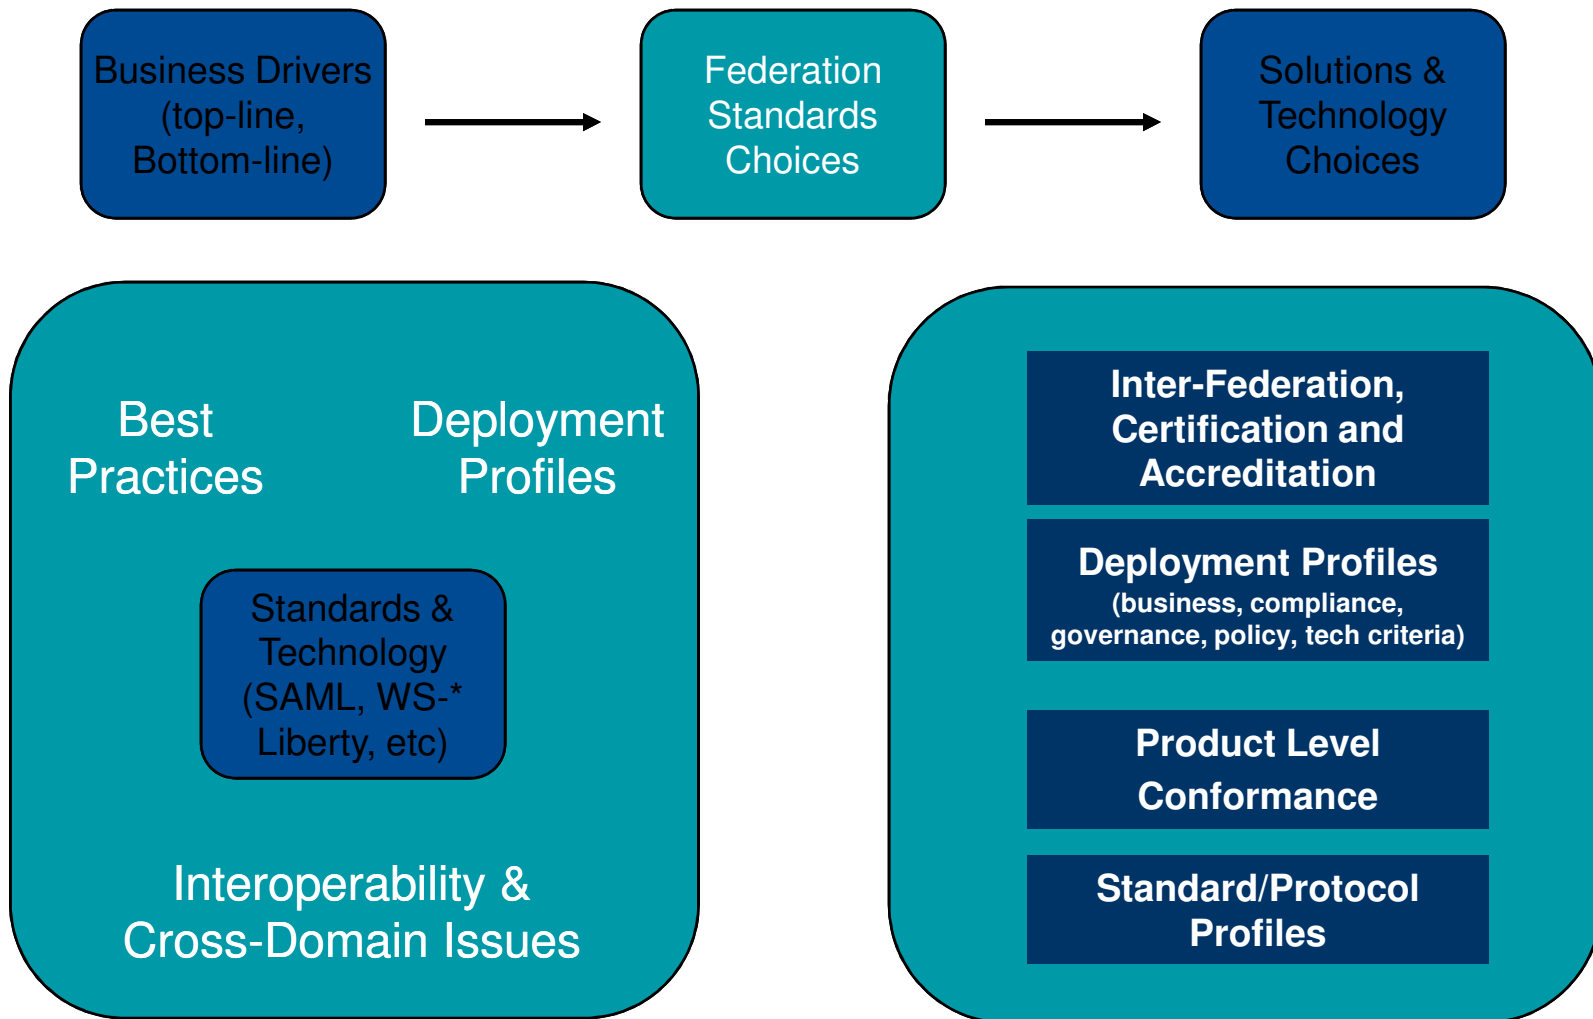 Business Drivers
(top-line,
Bottom-line)
Federation
Standards
Choices
Solutions &
Technology
Choices
Best
Practices
Deployment
Profiles
Standards &
Technology
(SAML, WS-*
Liberty, etc)
Interoperability &
Cross-Domain Issues
Inter-Federation,
Certification and
Accreditation
Deployment Profiles
(business, compliance,
governance, policy, tech criteria)
Product Level
Conformance
Standard/Protocol
Profiles